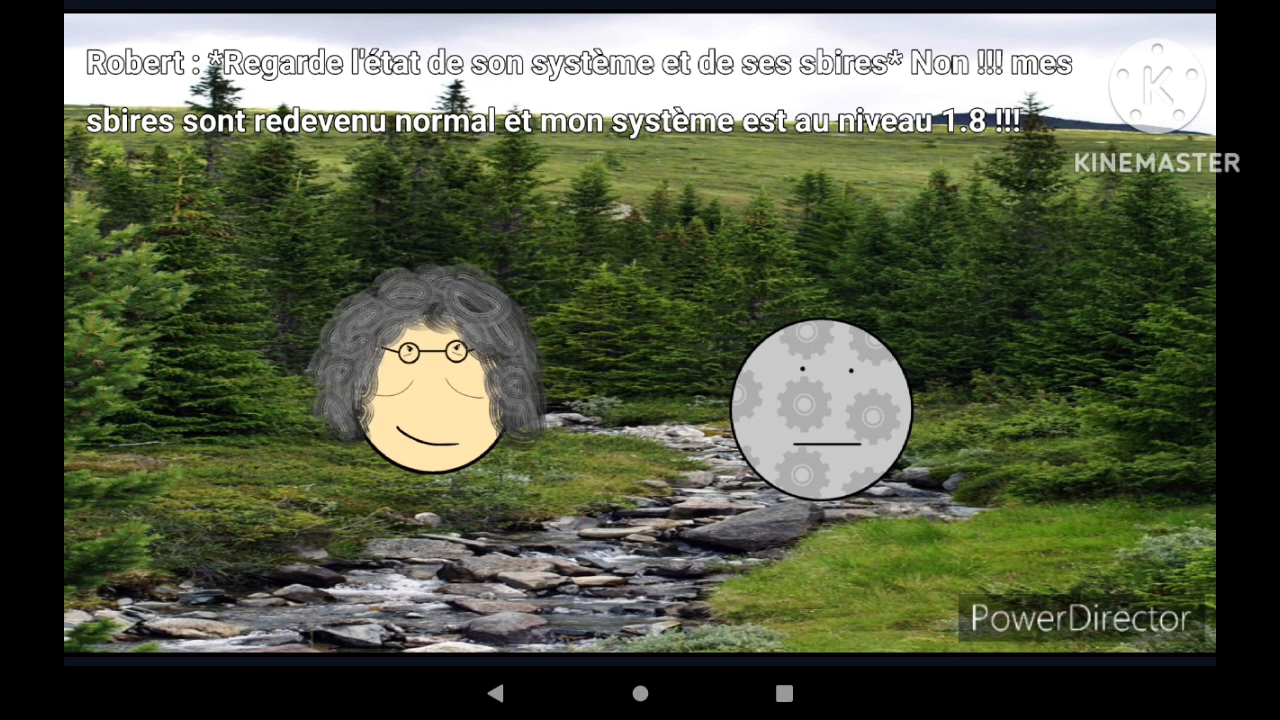 Robert : *Regarde l'état de son système et de ses sbires* Non !!! mes
sbires sont redevenu normal et mon système est au niveau 1.8 !!!
K
KINEMASTER
PowerDirector